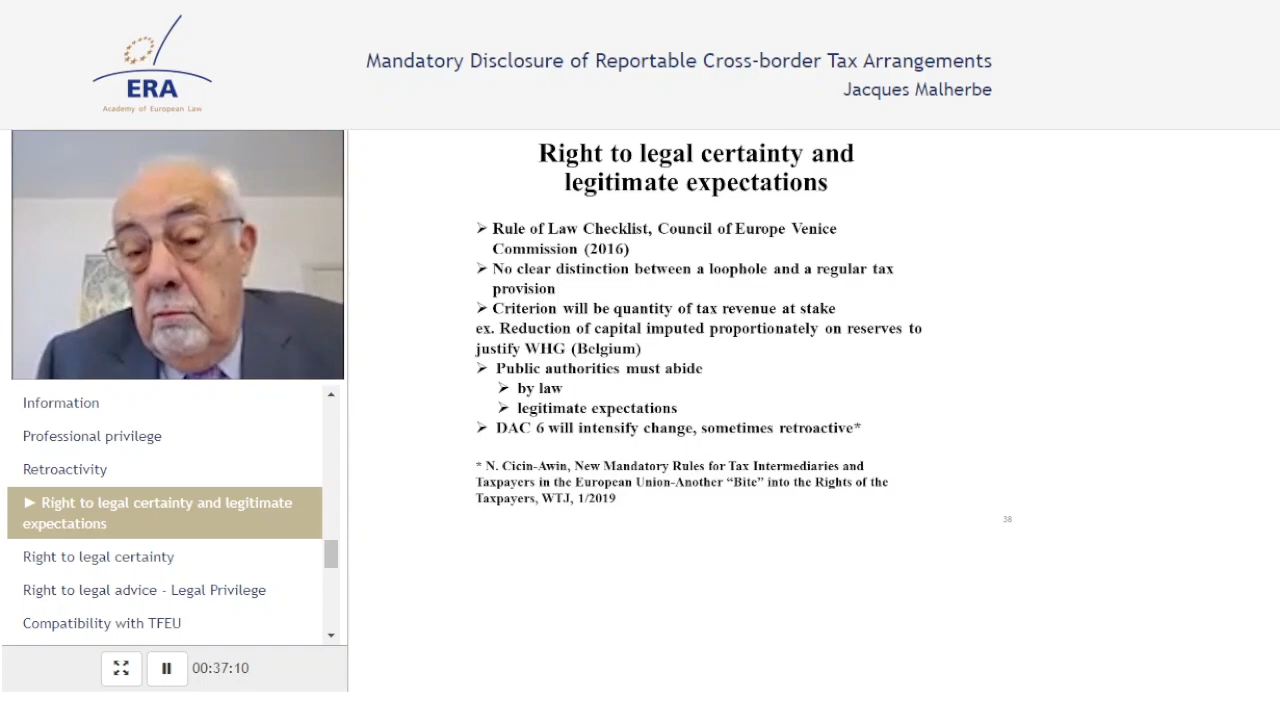 ERA
Academy of European Law
Mandatory Disclosure of Reportable Cross-border Tax Arrangements
Jacques Malherbe
Right to legal certainty and
legitimate expectations
➢ Rule of Law Checklist, Council of Europe Venice
Commission (2016)
➢ No clear distinction between a loophole and a regular tax
provision
➢ Criterion will be quantity of tax revenue at stake
ex. Reduction of capital imputed proportionately on reserves to
justify WHG (Belgium)
➢ Public authorities must abide
➢ by law
➢ legitimate expectations
➢ DAC 6 will intensify change, sometimes retroactive*
* N. Cicin-Awin, New Mandatory Rules for Tax Intermediaries and
Taxpayers in the European Union-Another “Bite” into the Rights of the
Taxpayers, WTJ, 1/2019
38
Information
Professional privilege
Retroactivity
► Right to legal certainty and legitimate
expectations
Right to legal certainty
Right to legal advice - Legal Privilege
Compatibility with TFEU
00:37:10